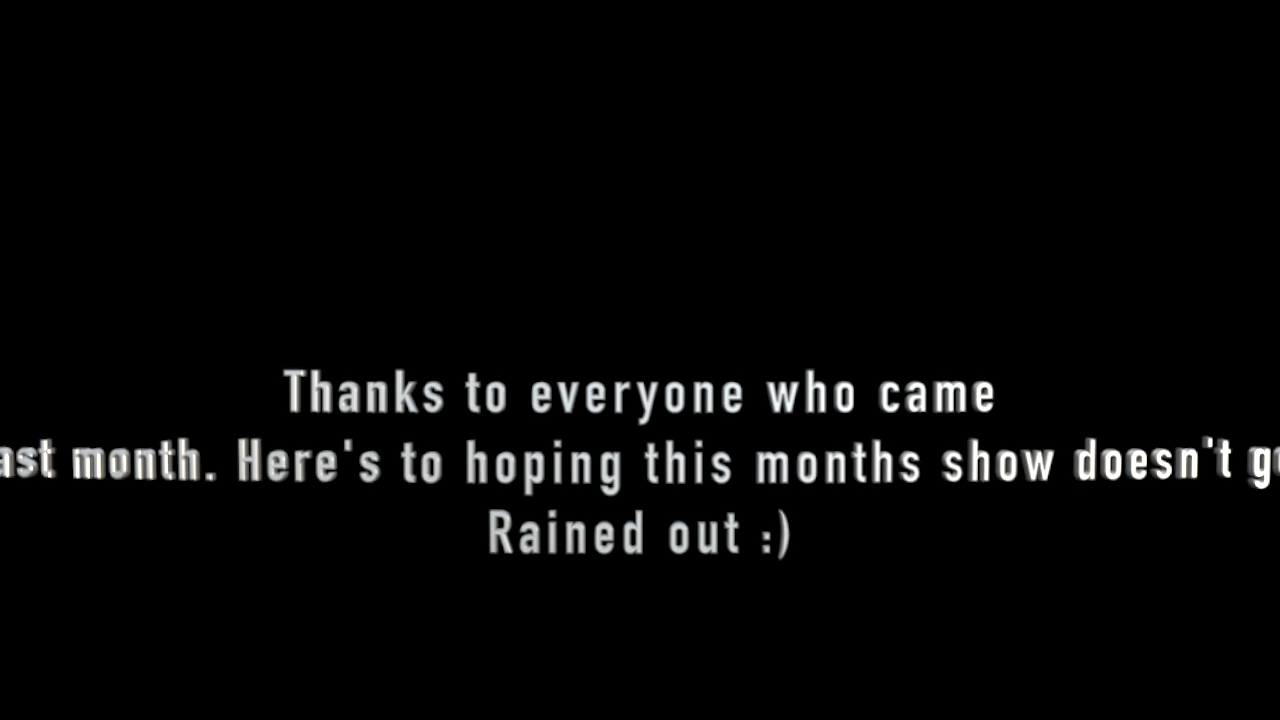 Thanks to everyone who came
month. Here's to hoping this months show doesn't
Rained out :)